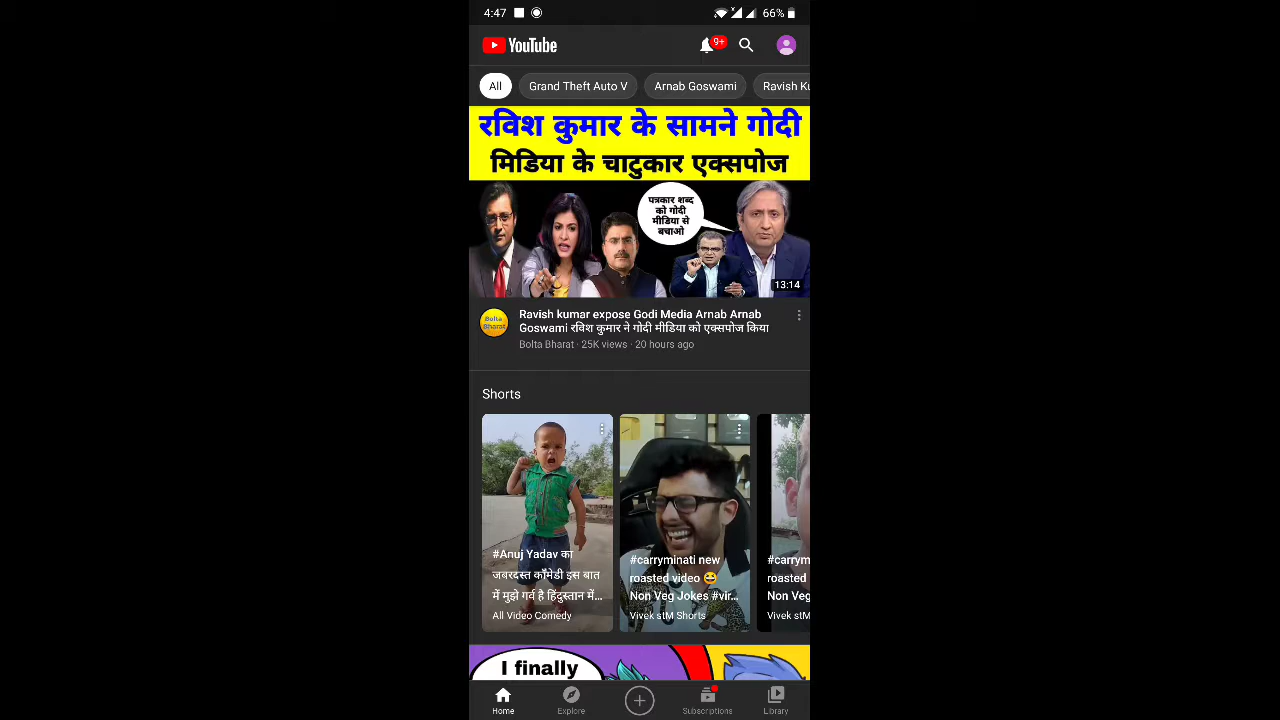 4:47
66%
YouTube
9+
All
Grand Theft Auto V
Arnab Goswami
Ravish Ku
रविश कुमार के सामने गोदी
मिडिया के चाटुकार एक्सपोज
पत्रकार शब्द
को गोदी
मीडिया से
बचाओ
13:14
Bolta
Bharat
Ravish kumar expose Godi Media Arnab Arnab
Goswami रविश कुमार ने गोदी मीडिया को एक्सपोज किया
Bolta Bharat · 25K views · 20 hours ago
Shorts
#Anuj Yadav का
जबरदस्त कॉमेडी इस बात
में मुझे गर्व है हिंदुस्तान में...
All Video Comedy
#carryminati new
roasted video 😄
Non Veg Jokes #vir...
Vivek stM Shorts
#carrym
roasted
Non Veg
Vivek stM
I finally
Home
Explore
Subscriptions
Library